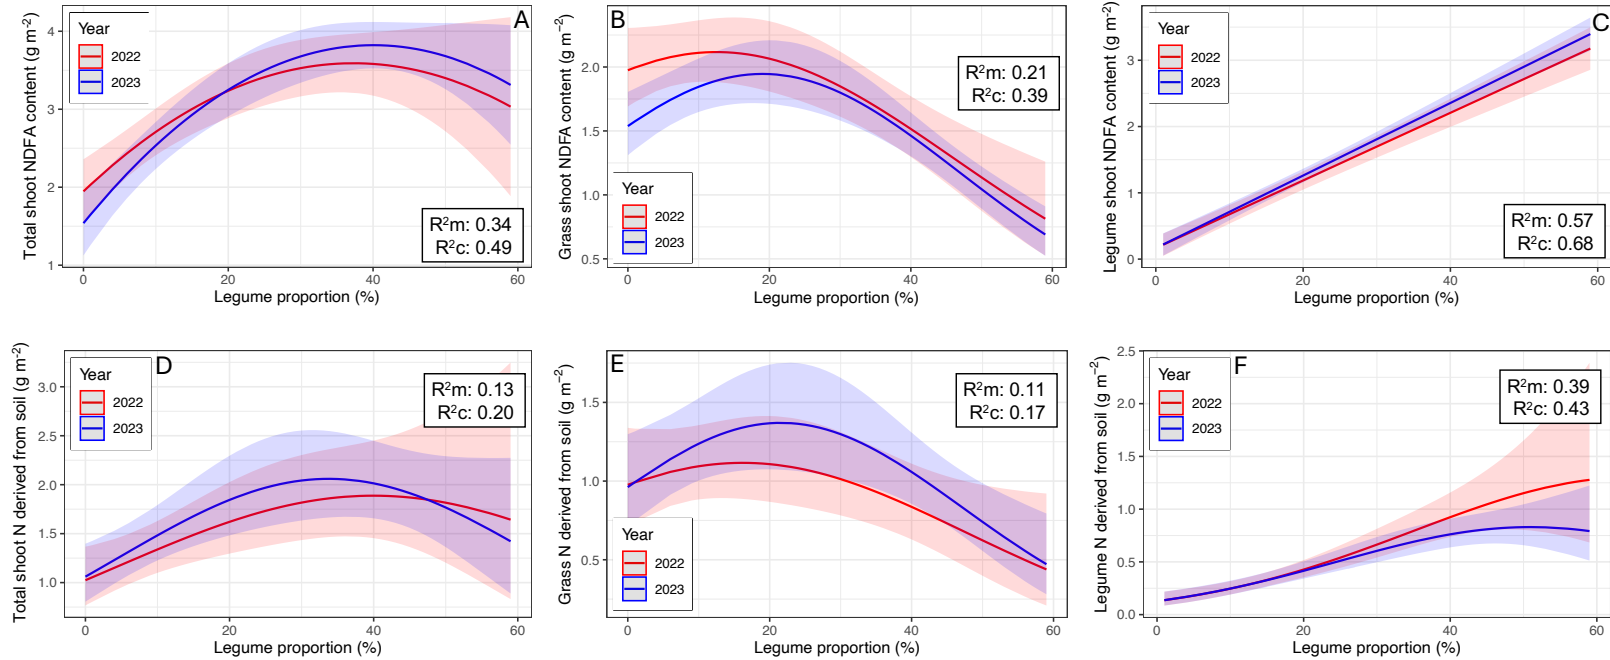 A
Total shoot NDFA content (g m⁻²)
Year
2022
2023
R²m: 0.34
R²c: 0.49
4
3
2
1
0
20
40
60
Legume proportion (%)
B
Grass shoot NDFA content (g m⁻²)
R²m: 0.21
R²c: 0.39
Year
2022
2023
2.0
1.5
1.0
0.5
0
20
40
60
Legume proportion (%)
C
Legume shoot NDFA content (g m⁻²)
Year
2022
2023
R²m: 0.57
R²c: 0.68
3
2
1
0
0
20
40
60
Legume proportion (%)
D
Total shoot N derived from soil (g m⁻²)
Year
2022
2023
R²m: 0.13
R²c: 0.20
3.0
2.5
2.0
1.5
1.0
0
20
40
60
Legume proportion (%)
E
Grass N derived from soil (g m⁻²)
R²m: 0.11
R²c: 0.17
Year
2022
2023
1.5
1.0
0.5
0
20
40
60
Legume proportion (%)
F
Legume N derived from soil (g m⁻²)
Year
2022
2023
R²m: 0.39
R²c: 0.43
2.5
2.0
1.5
1.0
0.5
0.0
0
20
40
60
Legume proportion (%)